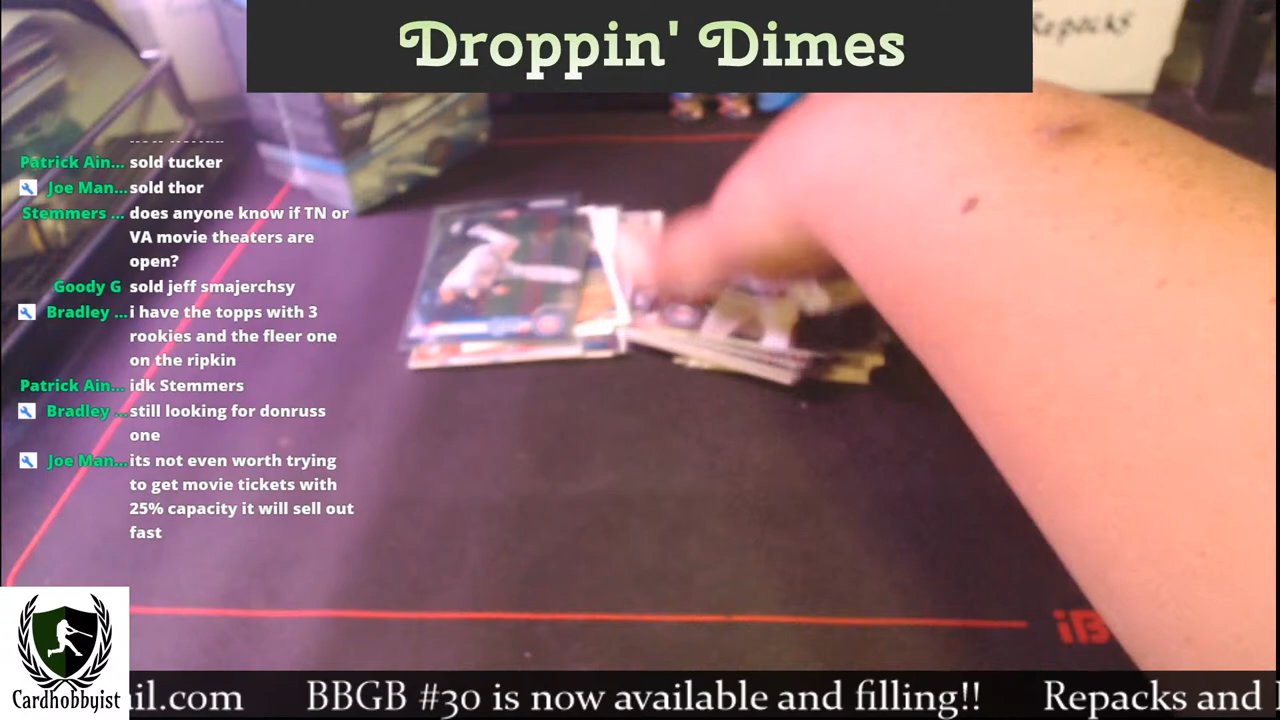 Droppin' Dimes
Repacks
Patrick Ain... sold tucker
Joe Man... sold thor
Stemmers ... does anyone know if TN or
VA movie theaters are
open?
Goody G sold jeff smajerchsy
Bradley ... i have the topps with 3
rookies and the fleer one
on the ripkin
Patrick Ain... idk Stemmers
Bradley ... still looking for donruss
one
Joe Man... its not even worth trying
to get movie tickets with
25% capacity it will sell out
fast
Cardhobbyist
il.com BBGB #30 is now available and filling!! Repacks and